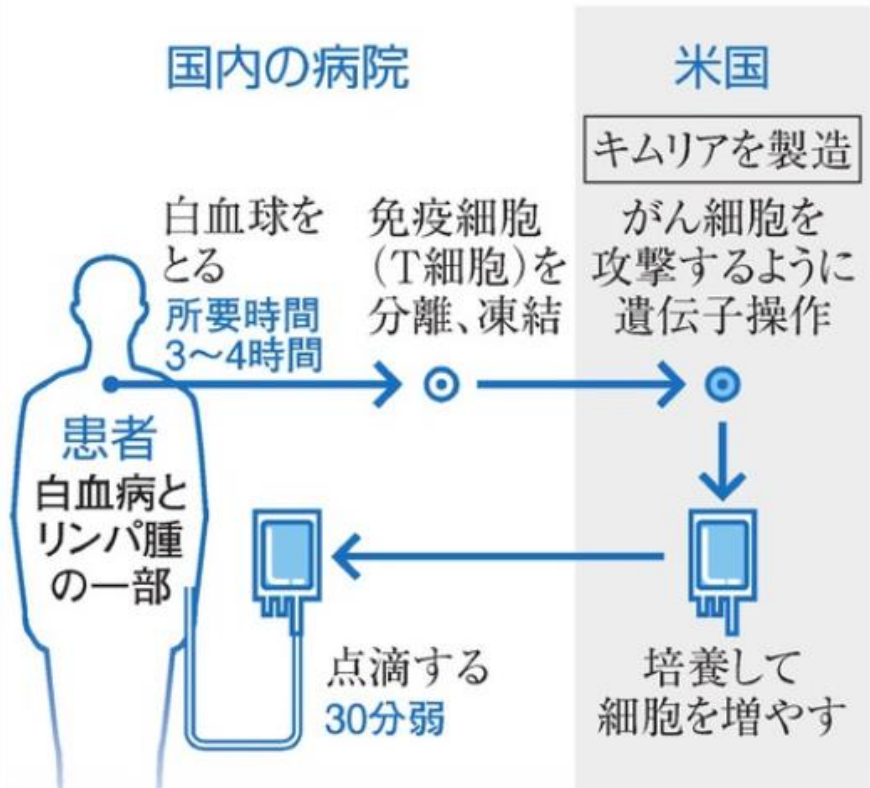 国内の病院
米国
キムリアを製造
白血球を
とる
所要時間
3〜4時間
免疫細胞
(T細胞)を
分離、凍結
がん細胞を
攻撃するように
遺伝子操作
患者
白血病と
リンパ腫
の一部
点滴する
30分弱
培養して
細胞を増やす